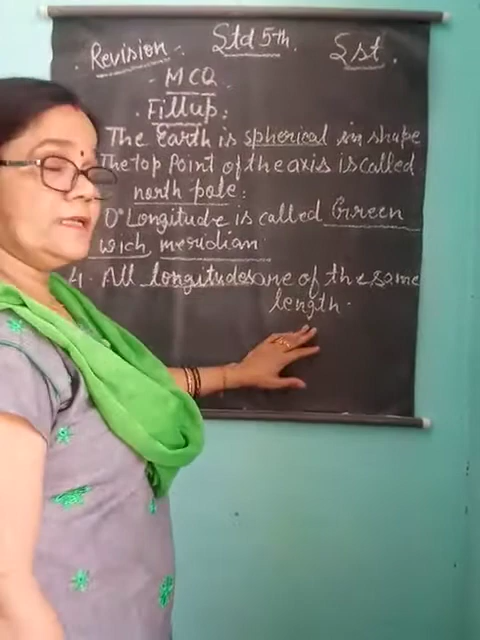 Revision Std 5th. Sst.
MCQ
Fillup:
The Earth is spherical in shape
The top Point of the axis is called
north pole.
0° Longitude is called Green
wich meridian
4. All longitudes are of the same
length.